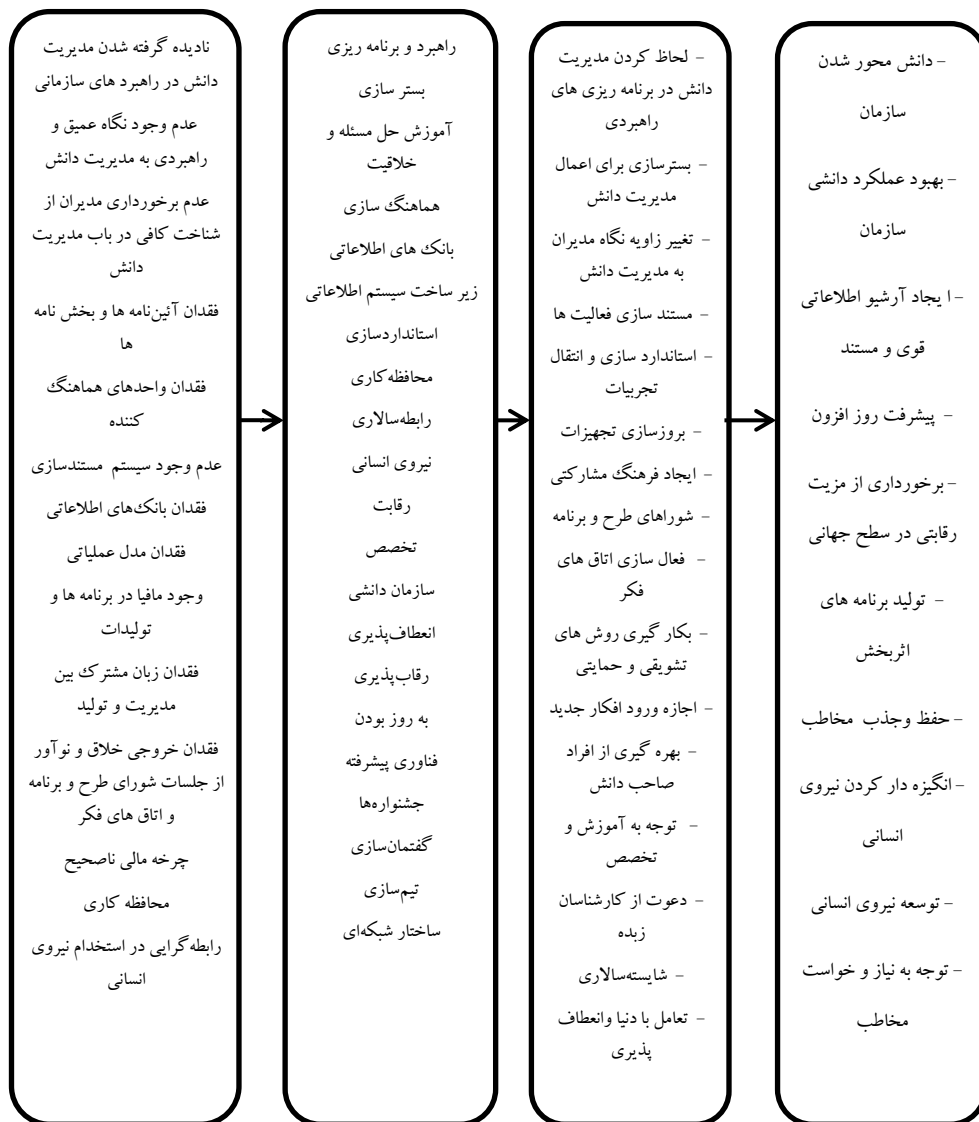 نادیده گرفته شدن مدیریت
دانش در راهبرد های سازمانی
عدم وجود نگاه عمیق و
راهبردی به مدیریت دانش
عدم برخورداری مدیران از
شناخت کافی در باب مدیریت
دانش
فقدان آئین‌نامه ها و بخش نامه
ها
فقدان واحدهای هماهنگ
کننده
عدم وجود سیستم مستندسازی
فقدان بانک‌های اطلاعاتی
فقدان مدل عملیاتی
وجود مافیا در برنامه ها و
تولیدات
فقدان زبان مشترک بین
مدیریت و تولید
فقدان خروجی خلاق و نوآور
از جلسات شورای طرح و برنامه
و اتاق های فکر
چرخه مالی ناصحیح
محافظه کاری
رابطه‌گرایی در استخدام نیروی
انسانی
راهبرد و برنامه ریزی
بستر سازی
آموزش حل مسئله و
خلاقیت
هماهنگ سازی
بانک های اطلاعاتی
زیر ساخت سیستم اطلاعاتی
استانداردسازی
محافظه‌کاری
رابطه‌سالاری
نیروی انسانی
رقابت
تخصص
سازمان دانشی
انعطاف‌پذیری
رقاب‌پذیری
به روز بودن
فناوری پیشرفته
جشنواره‌ها
گفتمان‌سازی
تیم‌سازی
ساختار شبکه‌ای
- لحاظ کردن مدیریت
دانش در برنامه ریزی های
راهبردی
- بسترسازی برای اعمال
مدیریت دانش
- تغییر زاویه نگاه مدیران
به مدیریت دانش
- مستند سازی فعالیت ها
- استاندارد سازی و انتقال
تجربیات
- بروزسازی تجهیزات
- ایجاد فرهنگ مشارکتی
- شوراهای طرح و برنامه
- فعال سازی اتاق های
فکر
- بکار گیری روش های
تشویقی و حمایتی
- اجازه ورود افکار جدید
- بهره گیری از افراد
صاحب دانش
- توجه به آموزش و
تخصص
- دعوت از کارشناسان
زبده
- شایسته‌سالاری
- تعامل با دنیا وانعطاف
پذیری
- دانش محور شدن
سازمان
- بهبود عملکرد دانشی
سازمان
- ا یجاد آرشیو اطلاعاتی
قوی و مستند
- پیشرفت روز افزون
- برخورداری از مزیت
رقابتی در سطح جهانی
- تولید برنامه های
اثربخش
- حفظ وجذب مخاطب
- انگیزه دار کردن نیروی
انسانی
- توسعه نیروی انسانی
- توجه به نیاز و خواست
مخاطب